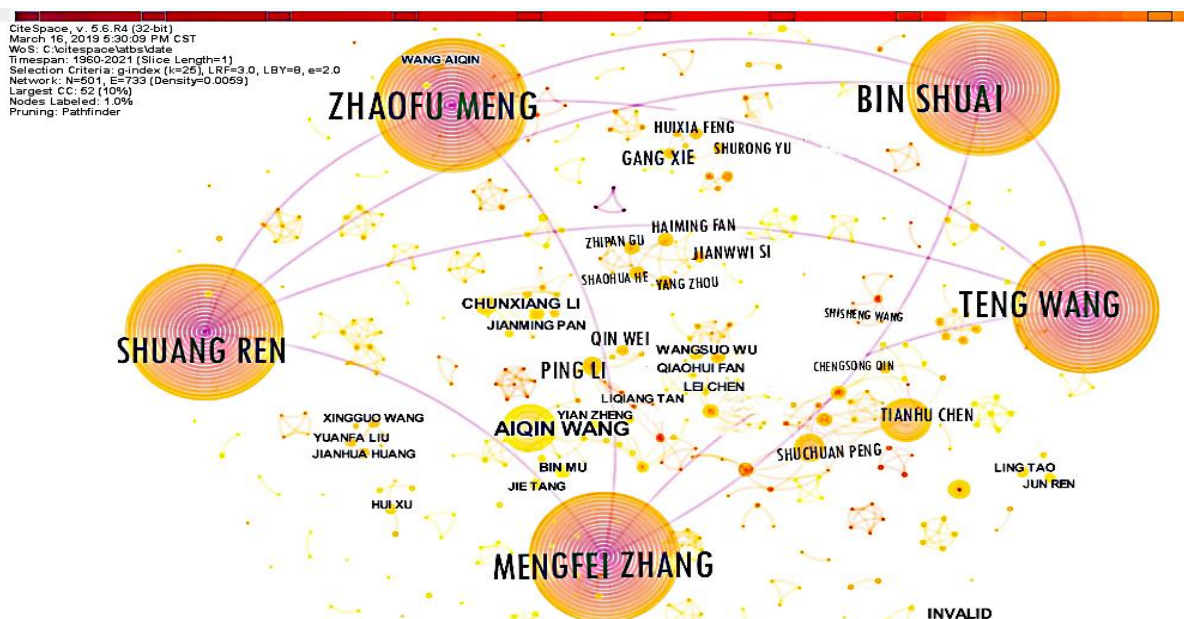 CiteSpace, v. 5.6.R4 (32-bit)
March 16, 2019 5:30:09 PM CST
WoS: C:\citespace\atbs\date
Timespan: 1960-2021 (Slice Length=1)
Selection Criteria: g-index (k=25), LRF=3.0, LBY=8, e=2.0
Network: N=501, E=733 (Density=0.0059)
Largest CC: 52 (10%)
Nodes Labeled: 1.0%
Pruning: Pathfinder
WANG AIQIN
ZHAOFU MENG
BIN SHUAI
HUIXIA FENG
SHURONG YU
GANG XIE
HAIMING FAN
ZHIPAN GU
JIANWWI SI
SHAOHUA HE
YANG ZHOU
CHUNXIANG LI
JIANMING PAN
TENG WANG
SHISHENG WANG
SHUANG REN
QIN WEI
WANGSUO WU
PING LI
QIAOHUI FAN
CHENGSONG QIN
LEI CHEN
LIQIANG TAN
XINGGUO WANG
YIAN ZHENG
AIQIN WANG
TIANHU CHEN
YUANFA LIU
JIANHUA HUANG
SHUCHUAN PENG
BIN MU
LING TAO
JIE TANG
JUN REN
HUI XU
MENGFEI ZHANG
INVALID